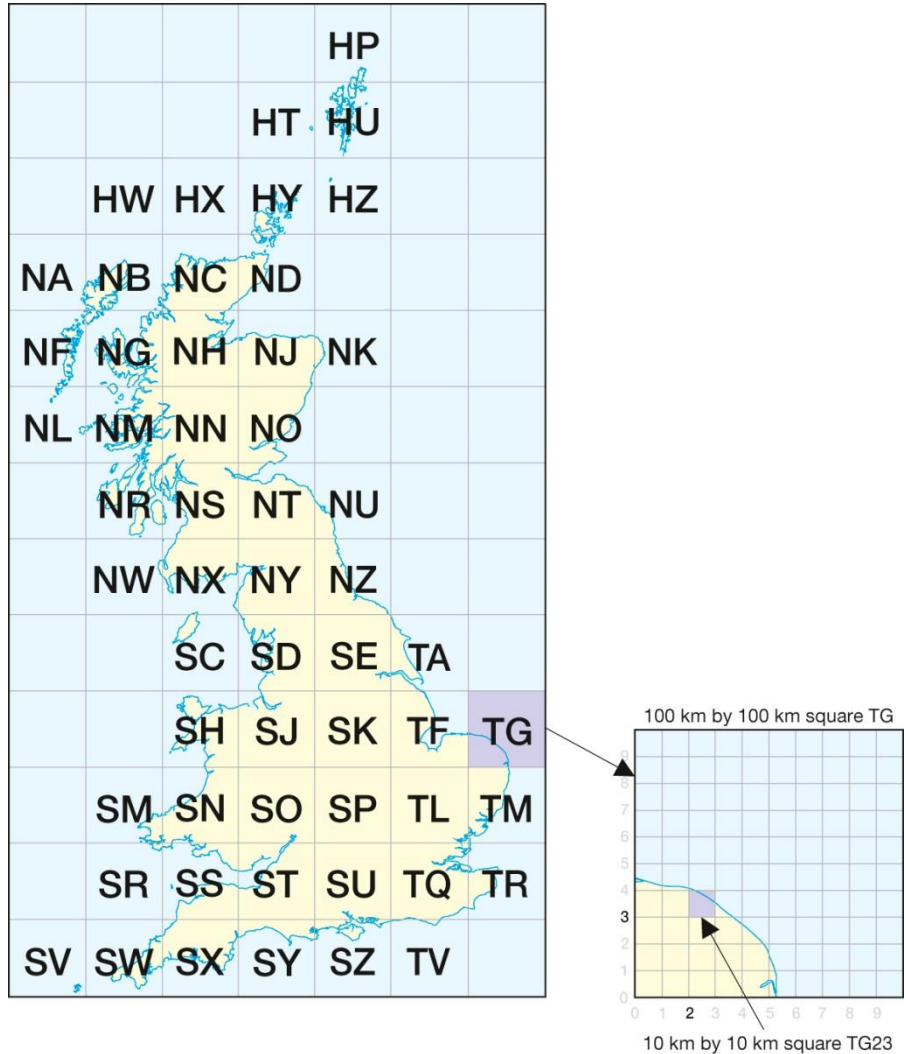 HP
HT HU
HW HX HY HZ
NA NB NC ND
NF NG NH NJ NK
NL NM NN NO
NR NS NT NU
NW NX NY NZ
SC SD SE TA
SH SJ SK TF TG
SM SN SO SP TL TM
SR SS ST SU TQ TR
SV SW SX SY SZ TV
100 km by 100 km square TG
9
8
7
6
5
4
3
2
1
0
0 1 2 3 4 5 6 7 8 9
10 km by 10 km square TG23